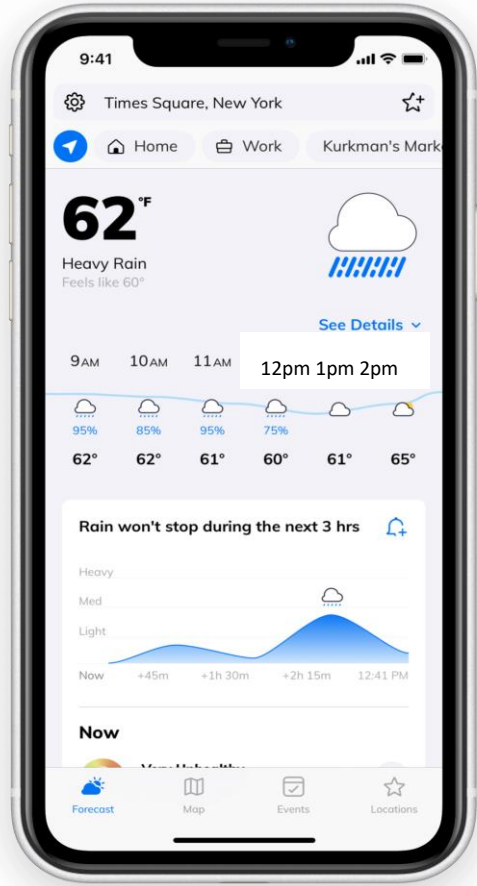 9:41
Times Square, New York
Home Work Kurkman's Mark
62°F
Heavy Rain
Feels like 60°
See Details
9AM 10AM 11AM 12pm 1pm 2pm
95% 85% 95% 75%
62° 62° 61° 60° 61° 65°
Rain won't stop during the next 3 hrs
Heavy
Med
Light
Now +45m +1h 30m +2h 15m 12:41 PM
Now
Very Unhealthy
Forecast Map Events Locations